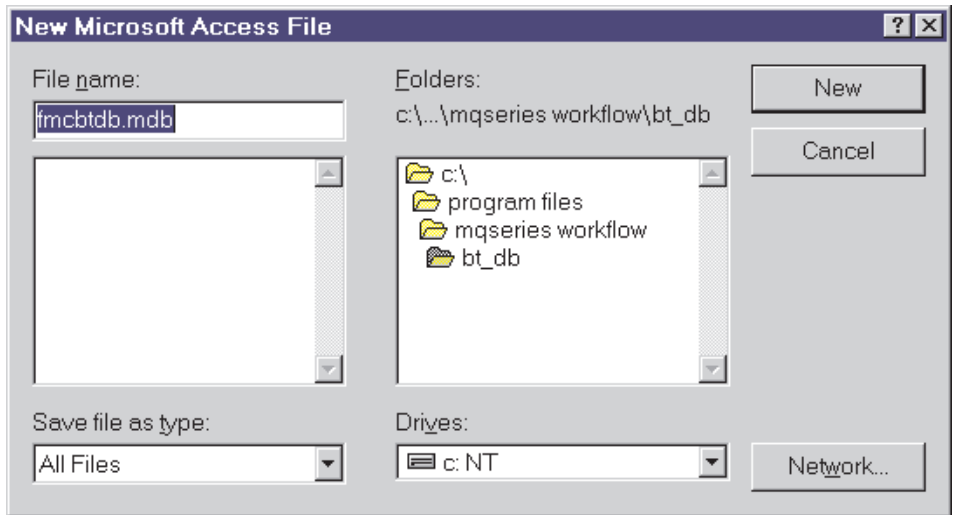 New Microsoft Access File
File name:
fmcbtdb.mdb
Folders:
c:\...\mqseries workflow\bt_db
c:\
program files
mqseries workflow
bt_db
New
Cancel
Save file as type:
All Files
Drives:
c: NT
Network...